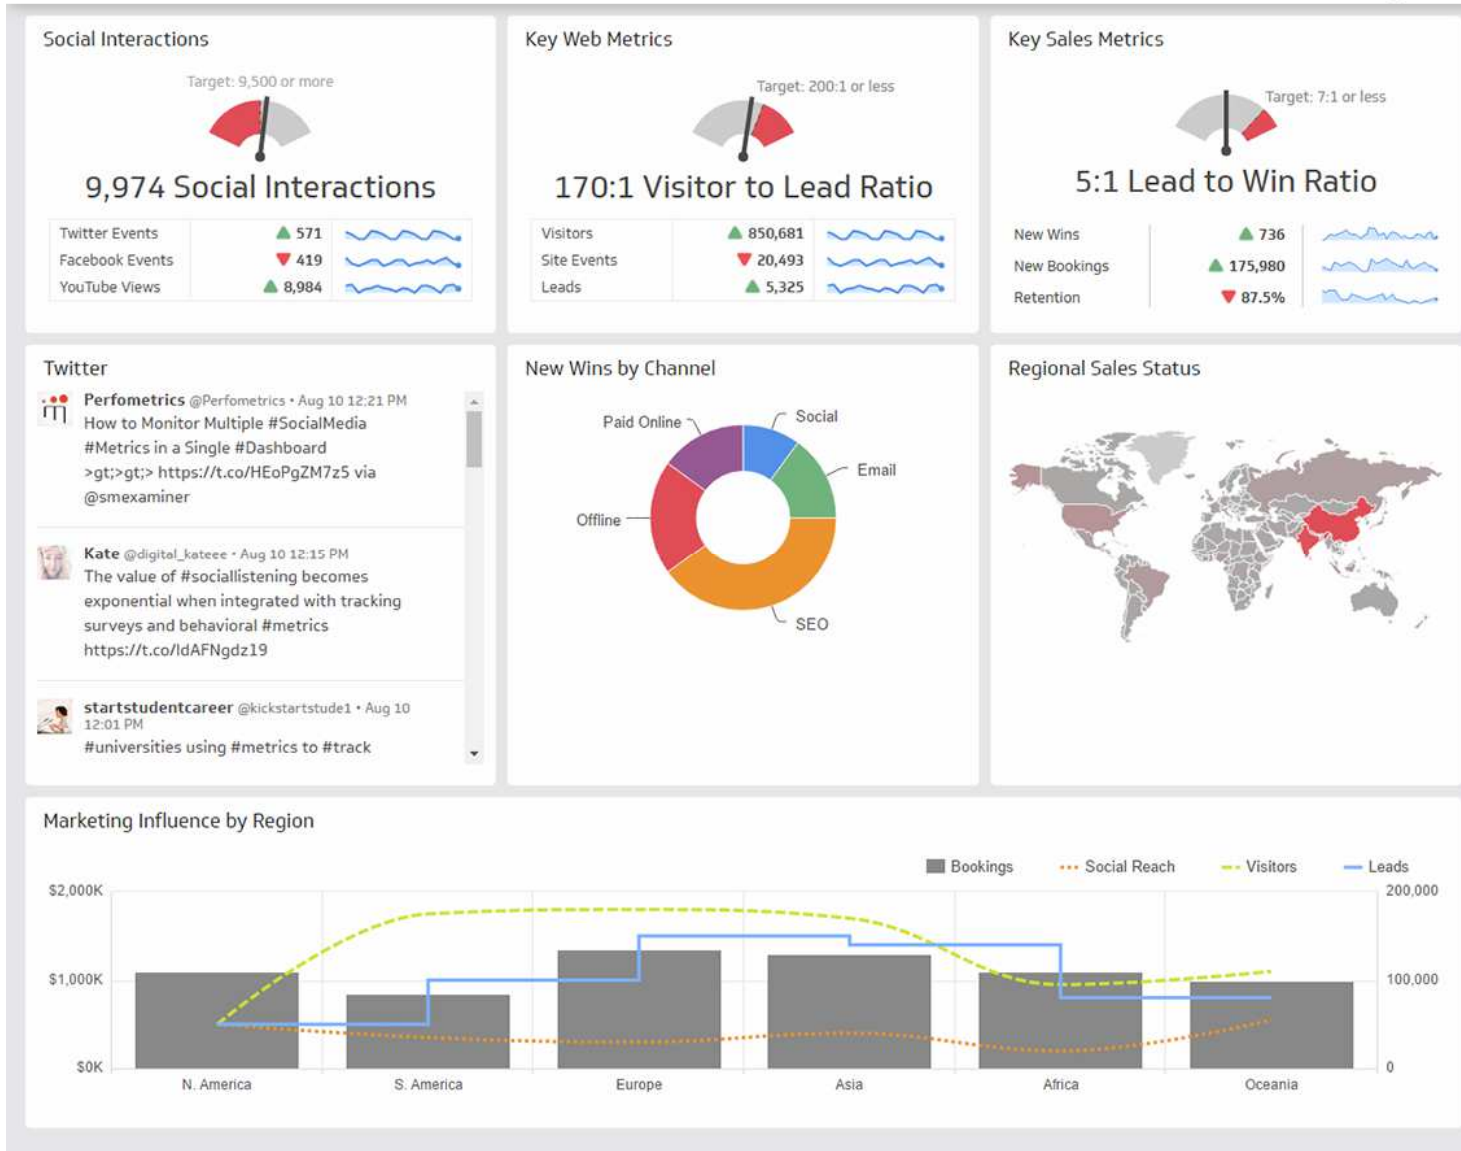 Social Interactions
Target: 9,500 or more
9,974 Social Interactions
Twitter Events 571
Facebook Events 419
YouTube Views 8,984
Key Web Metrics
Target: 200:1 or less
170:1 Visitor to Lead Ratio
Visitors 850,681
Site Events 20,493
Leads 5,325
Key Sales Metrics
Target: 7:1 or less
5:1 Lead to Win Ratio
New Wins 736
New Bookings 175,980
Retention 87.5%
Twitter
Perfometrics @Perfometrics • Aug 10 12:21 PM
How to Monitor Multiple #SocialMedia
#Metrics in a Single #Dashboard
>gt;>gt;> https://t.co/HEoPgZM7z5 via
@smexaminer
Kate @digital_kateee • Aug 10 12:15 PM
The value of #sociallistening becomes
exponential when integrated with tracking
surveys and behavioral #metrics
https://t.co/ldAFNgdz19
startstudentcareer @kickstartstude1 • Aug 10
12:01 PM
#universities using #metrics to #track
New Wins by Channel
Paid Online
Social
Email
Offline
SEO
Regional Sales Status
Marketing Influence by Region
Bookings Social Reach Visitors Leads
$2,000K 200,000
$1,000K 100,000
$0K 0
N. America S. America Europe Asia Africa Oceania